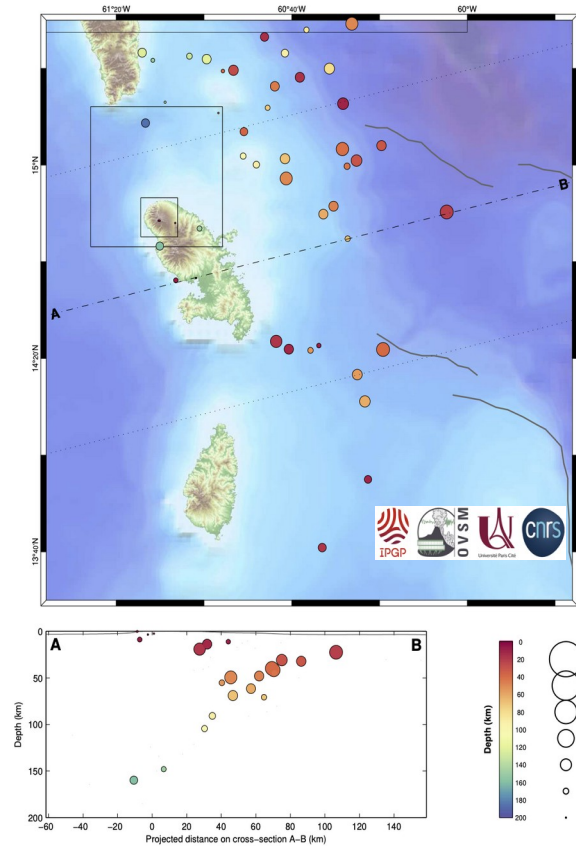 61°20'W 60°40'W 60°W
15°N
B
A
14°20'N
13°40'N
IPGP
OVSM
Université Paris Cité
cnrs
A B
Depth (km)
0
50
100
150
200
−60 −40 −20 0 20 40 60 80 100 120 140
Projected distance on cross−section A−B (km)
Depth (km)
0
20
40
60
80
100
120
140
160
180
200